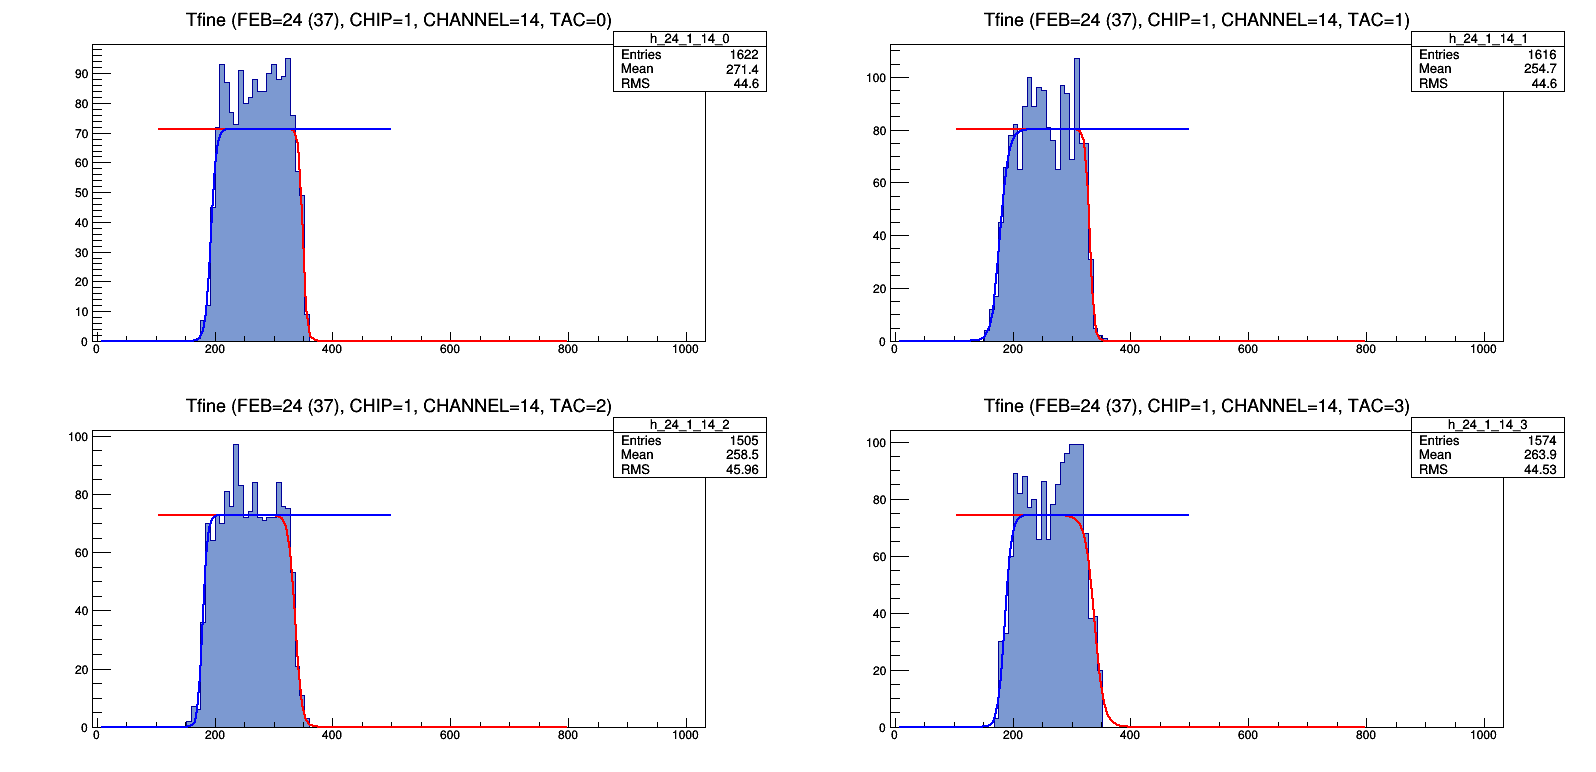 Tfine (FEB=24 (37), CHIP=1, CHANNEL=14, TAC=0)
h_24_1_14_0
Entries 1622
Mean 271.4
RMS 44.6
90
80
70
60
50
40
30
20
10
0
0 200 400 600 800 1000
Tfine (FEB=24 (37), CHIP=1, CHANNEL=14, TAC=1)
h_24_1_14_1
Entries 1616
Mean 254.7
RMS 44.6
100
80
60
40
20
0
0 200 400 600 800 1000
Tfine (FEB=24 (37), CHIP=1, CHANNEL=14, TAC=2)
h_24_1_14_2
Entries 1505
Mean 258.5
RMS 45.96
100
80
60
40
20
0
0 200 400 600 800 1000
Tfine (FEB=24 (37), CHIP=1, CHANNEL=14, TAC=3)
h_24_1_14_3
Entries 1574
Mean 263.9
RMS 44.53
100
80
60
40
20
0
0 200 400 600 800 1000